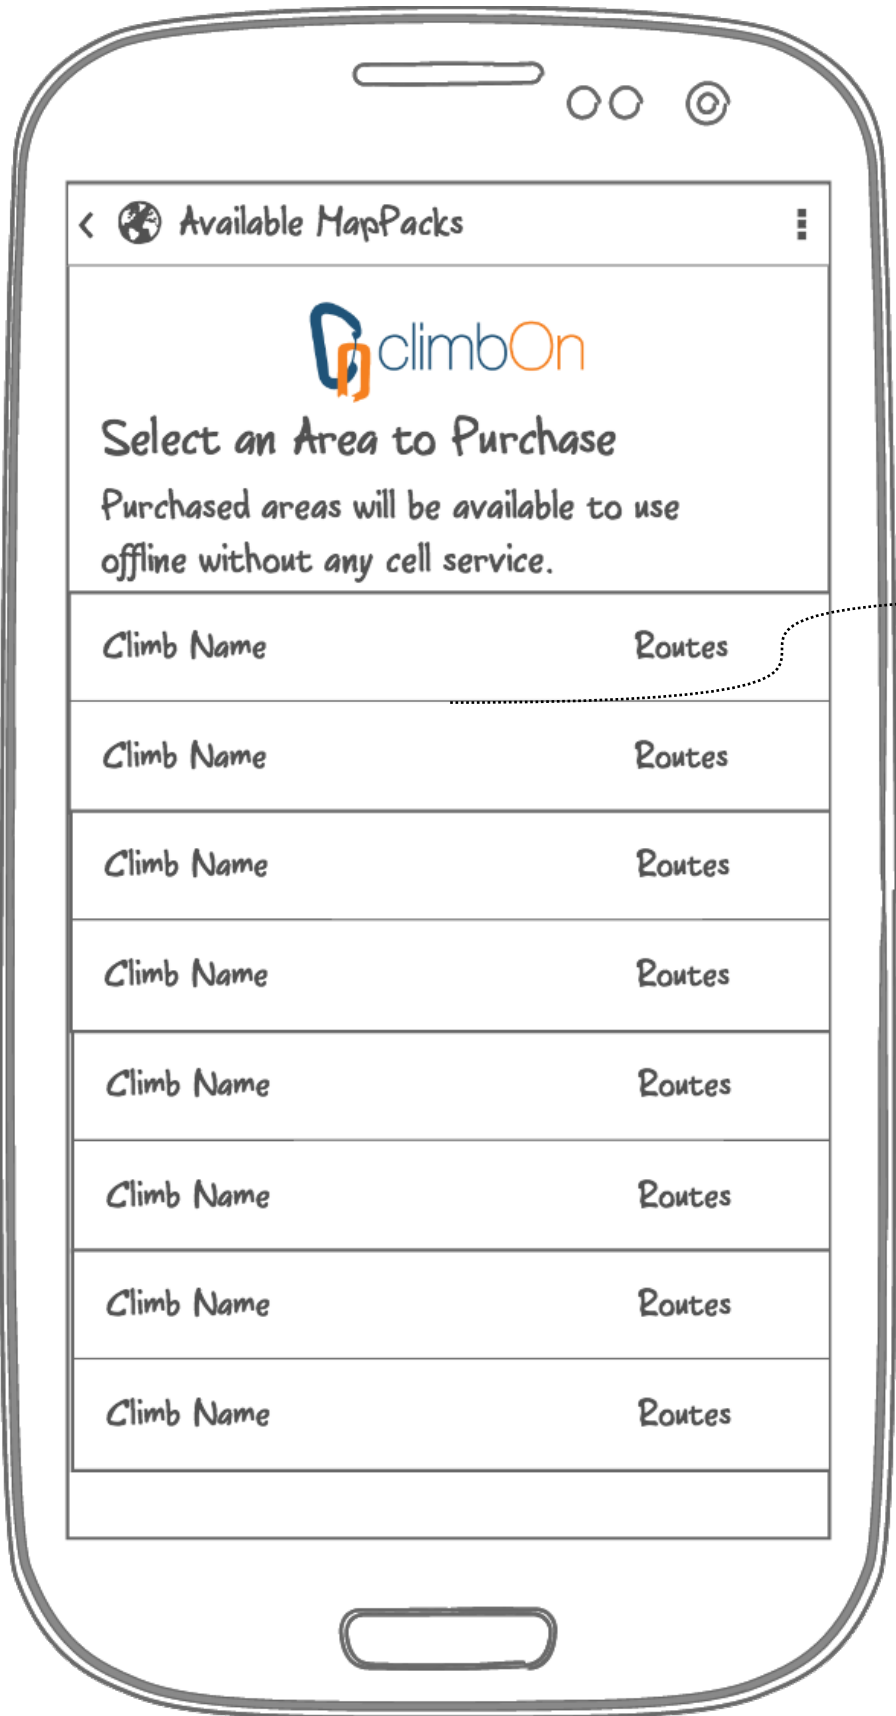 Available MapPacks
climbOn
Select an Area to Purchase
Purchased areas will be available to use
offline without any cell service.
Climb Name Routes
Climb Name Routes
Climb Name Routes
Climb Name Routes
Climb Name Routes
Climb Name Routes
Climb Name Routes
Climb Name Routes